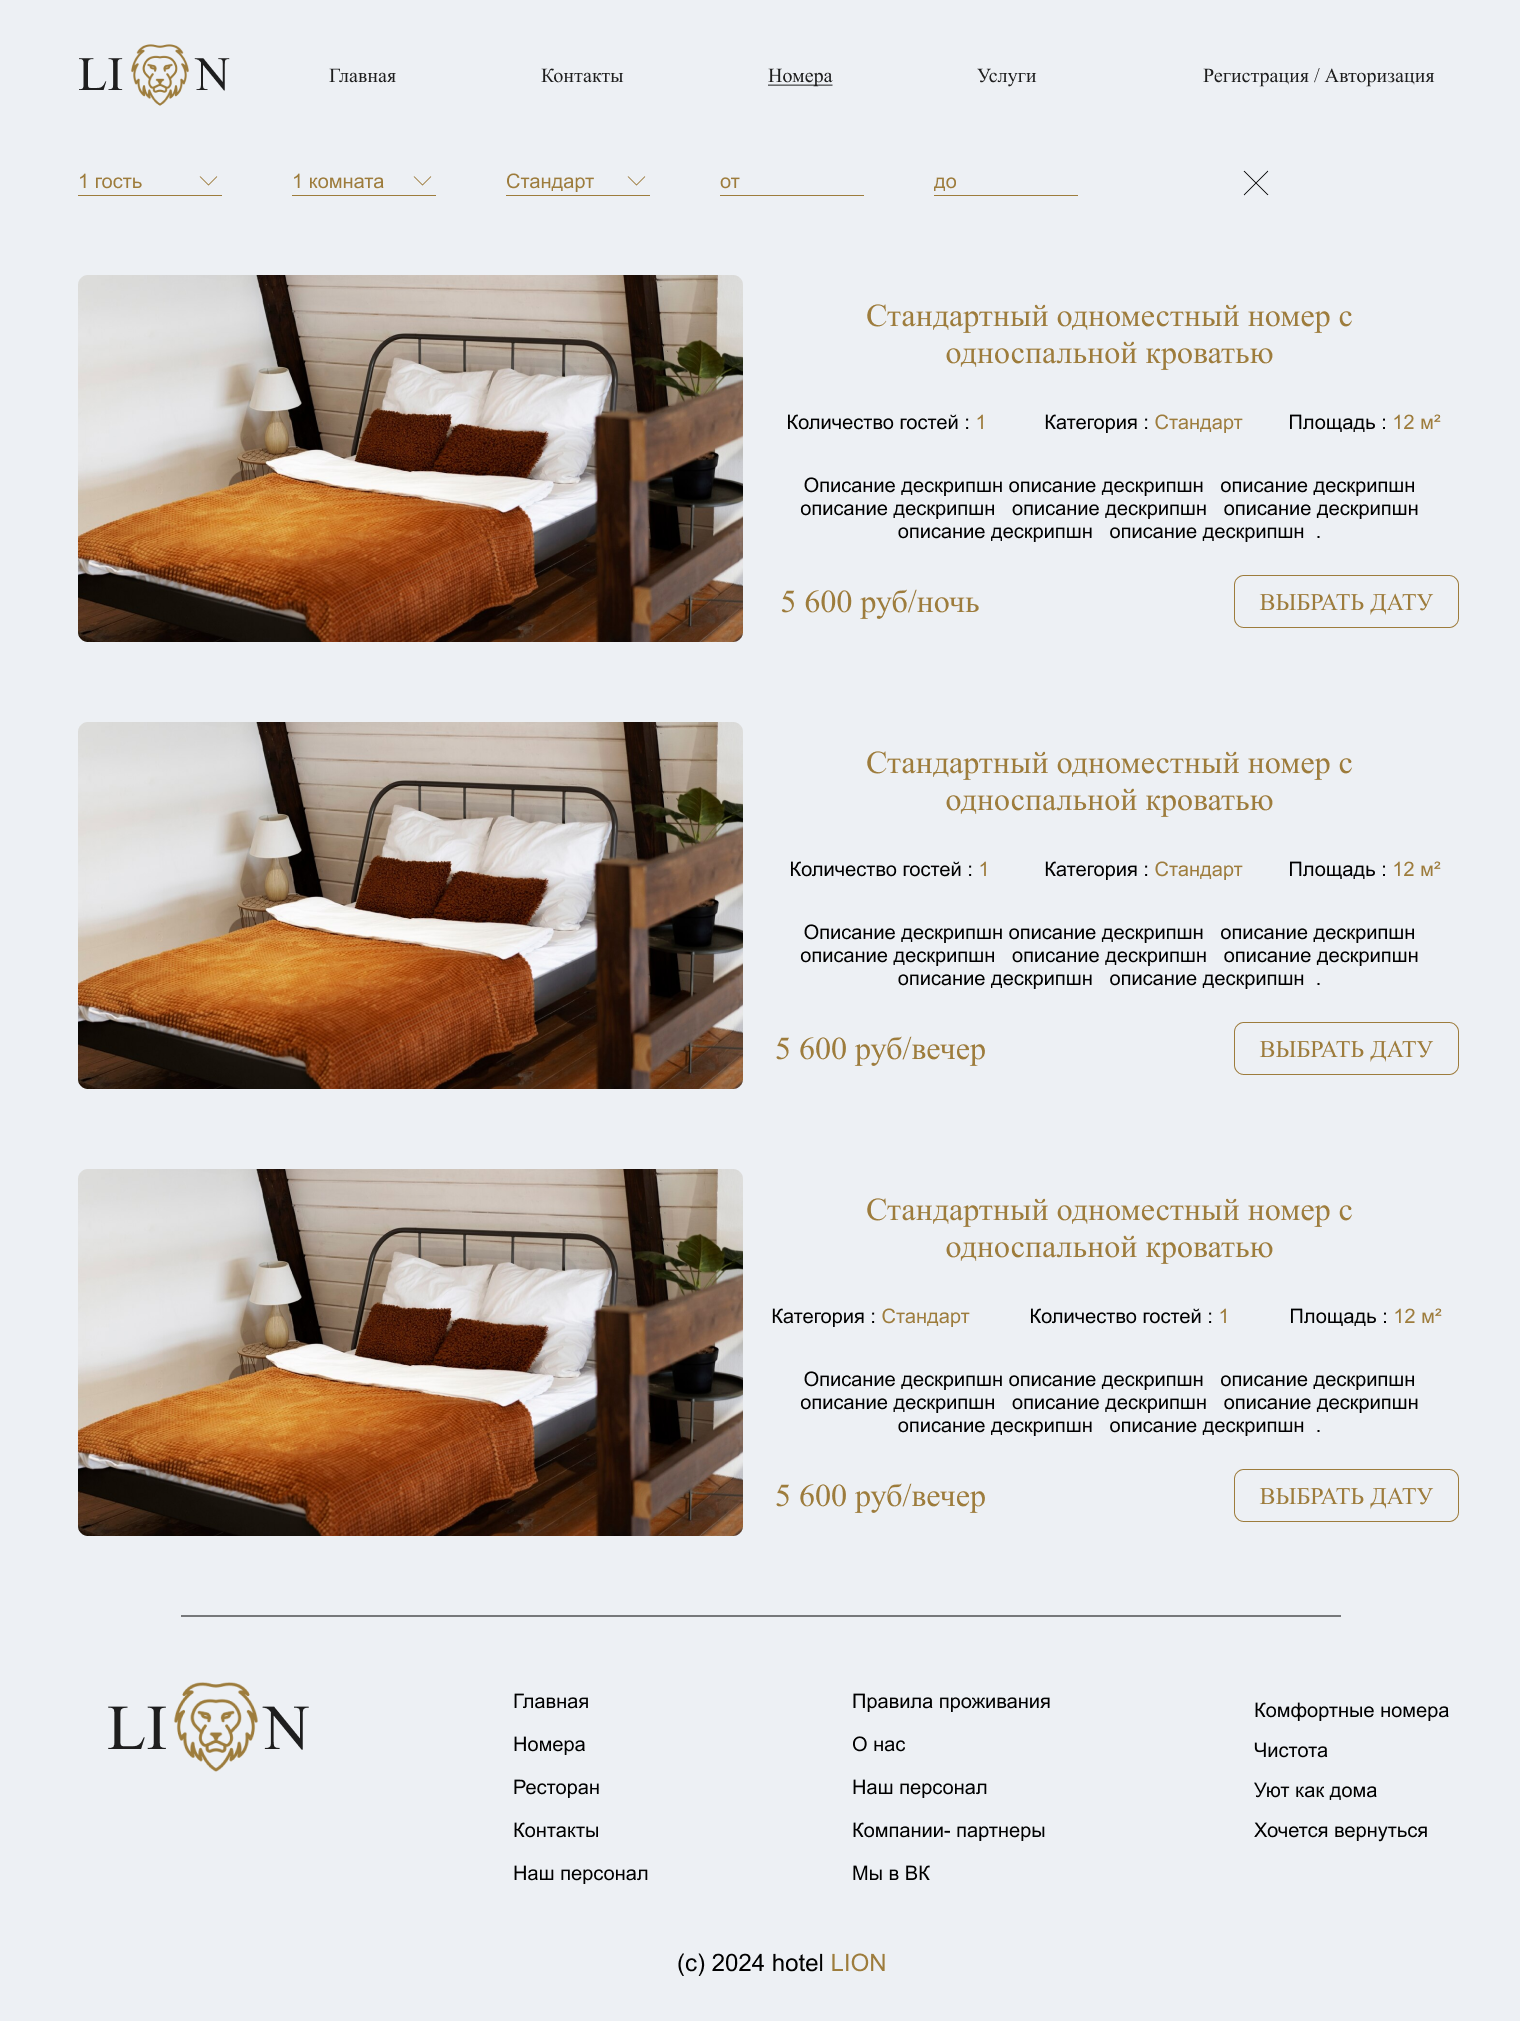 LION
Главная
Контакты
Номера
Услуги
Регистрация / Авторизация
1 гость
1 комната
Стандарт
от
до
Стандартный одноместный номер с
односпальной кроватью
Количество гостей : 1
Категория : Стандарт
Площадь : 12 м²
Описание дескрипшн описание дескрипшн описание дескрипшн
описание дескрипшн описание дескрипшн описание дескрипшн
описание дескрипшн описание дескрипшн .
5 600 руб/ночь
ВЫБРАТЬ ДАТУ
Стандартный одноместный номер с
односпальной кроватью
Количество гостей : 1
Категория : Стандарт
Площадь : 12 м²
Описание дескрипшн описание дескрипшн описание дескрипшн
описание дескрипшн описание дескрипшн описание дескрипшн
описание дескрипшн описание дескрипшн .
5 600 руб/вечер
ВЫБРАТЬ ДАТУ
Стандартный одноместный номер с
односпальной кроватью
Категория : Стандарт
Количество гостей : 1
Площадь : 12 м²
Описание дескрипшн описание дескрипшн описание дескрипшн
описание дескрипшн описание дескрипшн описание дескрипшн
описание дескрипшн описание дескрипшн .
5 600 руб/вечер
ВЫБРАТЬ ДАТУ
LION
Главная
Номера
Ресторан
Контакты
Наш персонал
Правила проживания
О нас
Наш персонал
Компании- партнеры
Мы в ВК
Комфортные номера
Чистота
Уют как дома
Хочется вернуться
(c) 2024 hotel LION